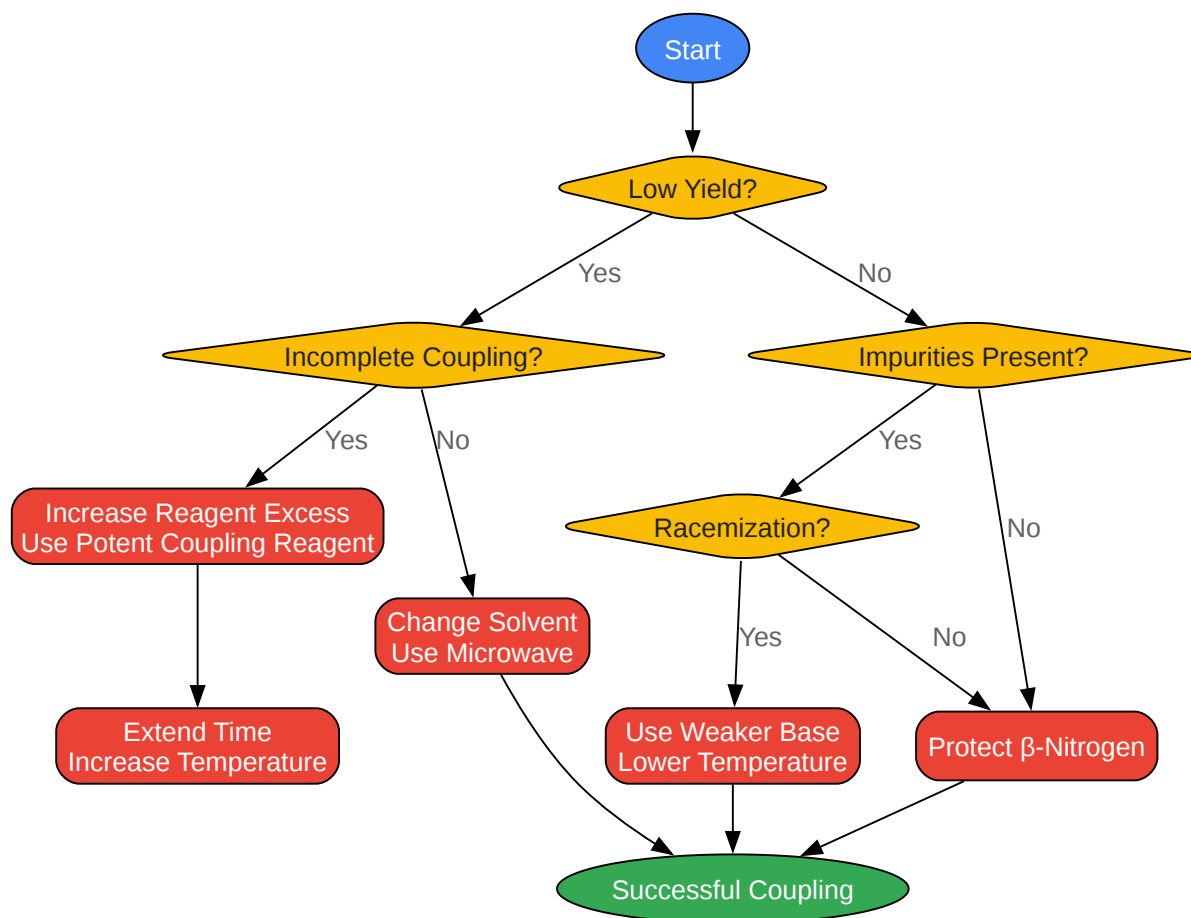 Start
Low Yield?
Yes
No
Incomplete Coupling?
Impurities Present?
Yes
No
Yes
No
Increase Reagent Excess
Use Potent Coupling Reagent
Racemization?
Change Solvent
Use Microwave
Yes
No
Extend Time
Increase Temperature
Use Weaker Base
Lower Temperature
Protect β-Nitrogen
Successful Coupling